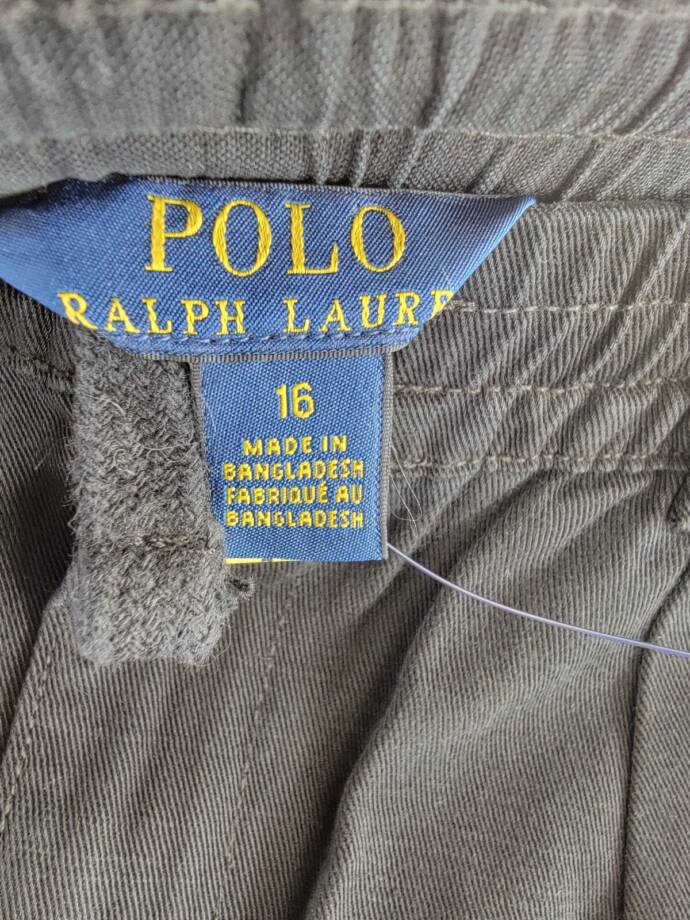 POLO
RALPH LAURE
16
MADE IN
BANGLADESH
FABRIQUÉ AU
BANGLADESH